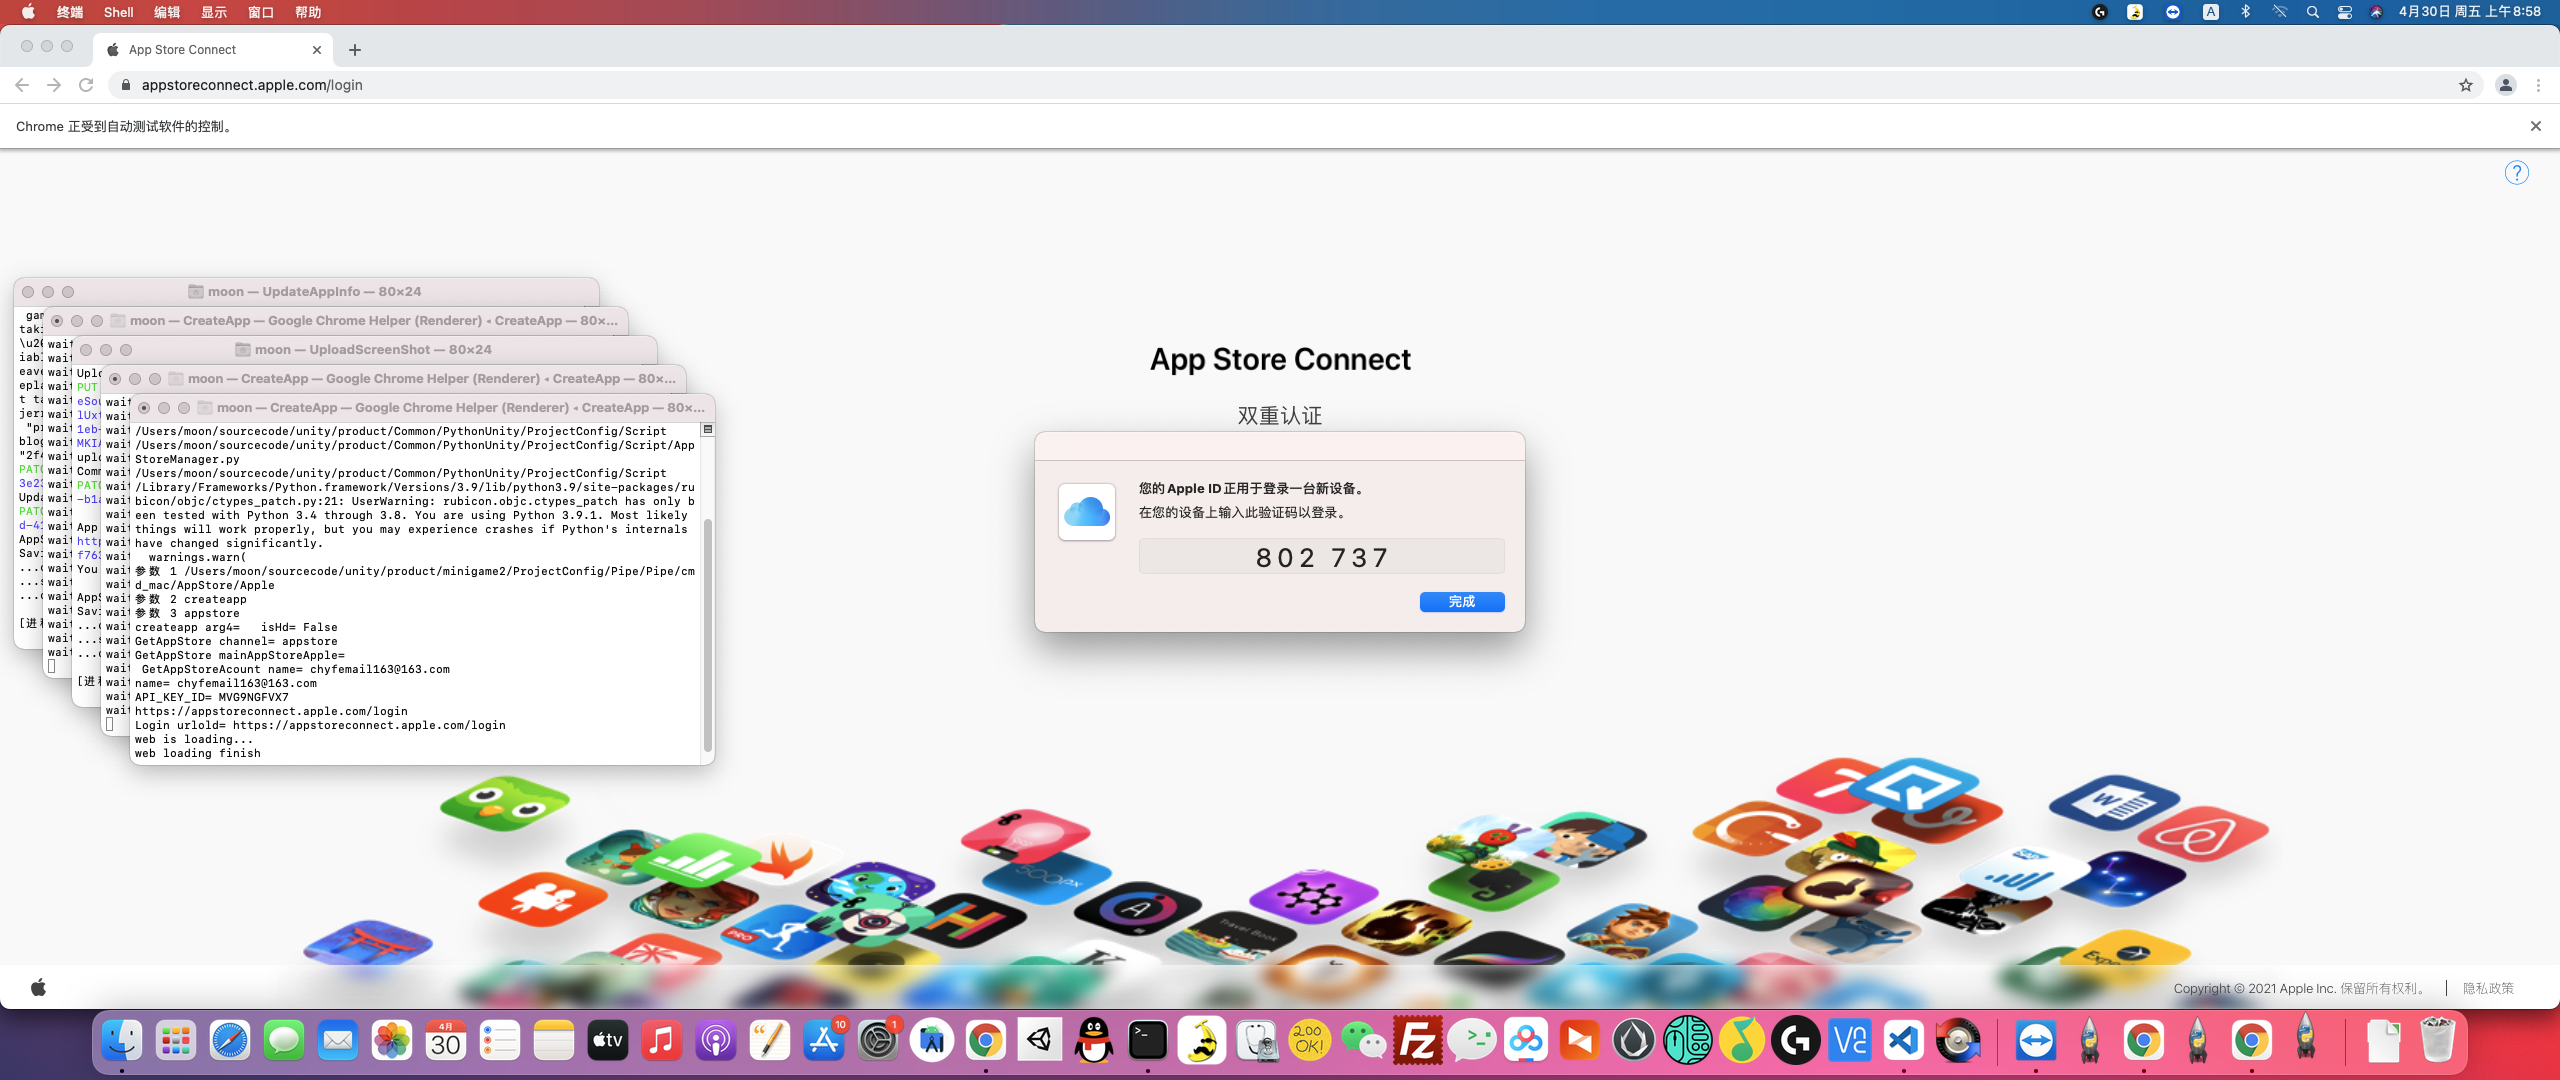 终端 Shell 编辑 显示 窗口 帮助
4月30日 周五 上午8:58
App Store Connect
appstoreconnect.apple.com/login
Chrome 正受到自动测试软件的控制。
moon — UpdateAppInfo — 80×24
moon — CreateApp — Google Chrome Helper (Renderer) ◂ CreateApp — 80×...
moon — UploadScreenShot — 80×24
moon — CreateApp — Google Chrome Helper (Renderer) ◂ CreateApp — 80×...
moon — CreateApp — Google Chrome Helper (Renderer) ◂ CreateApp — 80×...
/Users/moon/sourcecode/unity/product/Common/PythonUnity/ProjectConfig/Script
/Users/moon/sourcecode/unity/product/Common/PythonUnity/ProjectConfig/Script/App
StoreManager.py
/Users/moon/sourcecode/unity/product/Common/PythonUnity/ProjectConfig/Script
/Library/Frameworks/Python.framework/Versions/3.9/lib/python3.9/site-packages/ru
bicon/objc/ctypes_patch.py:21: UserWarning: rubicon.objc.ctypes_patch has only b
een tested with Python 3.4 through 3.8. You are using Python 3.9.1. Most likely
things will work properly, but you may experience crashes if Python's internals
have changed significantly.
warnings.warn(
参数 1 /Users/moon/sourcecode/unity/product/minigame2/ProjectConfig/Pipe/Pipe/cm
d_mac/AppStore/Apple
参数 2 createapp
参数 3 appstore
createapp arg4=   isHd= False
GetAppStore channel= appstore
GetAppStore mainAppStoreApple=
GetAppStoreAcount name= chyfemail163@163.com
name= chyfemail163@163.com
API_KEY_ID= MVG9NGFVX7
https://appstoreconnect.apple.com/login
Login urlold= https://appstoreconnect.apple.com/login
web is loading...
web loading finish
App Store Connect
双重认证
您的 Apple ID 正用于登录一台新设备。
在您的设备上输入此验证码以登录。
802 737
完成
Copyright © 2021 Apple Inc. 保留所有权利。 | 隐私政策